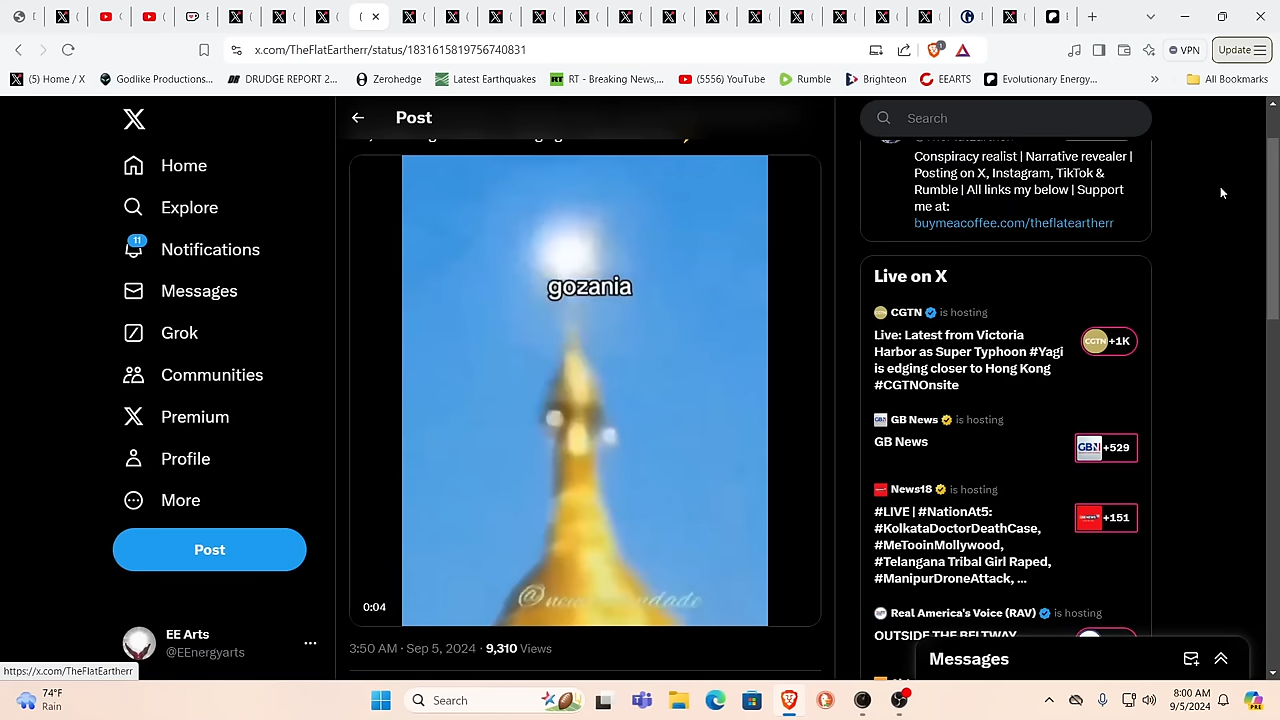 x.com/TheFlatEartherr/status/1831615819756740831
VPN
Update
(5) Home / X
Godlike Productions...
DRUDGE REPORT 2...
Zerohedge
Latest Earthquakes
RT - Breaking News,...
(5556) YouTube
Rumble
Brighteon
EEARTS
Evolutionary Energy...
All Bookmarks
Post
Search
Home
Explore
11
Notifications
Messages
Grok
Communities
Premium
Profile
More
Post
EE Arts
@EEnergyarts
https://x.com/TheFlatEartherr
gozania
0:04
3:50 AM · Sep 5, 2024 · 9,310 Views
Conspiracy realist | Narrative revealer |
Posting on X, Instagram, TikTok &
Rumble | All links my below | Support
me at:
buymeacoffee.com/theflateartherr
Live on X
CGTN is hosting
Live: Latest from Victoria
Harbor as Super Typhoon #Yagi
is edging closer to Hong Kong
#CGTNOnsite
CGTN +1K
GB News is hosting
GB News
GBN +529
News18 is hosting
#LIVE | #NationAt5:
#KolkataDoctorDeathCase,
#MeTooinMollywood,
#Telangana Tribal Girl Raped,
#ManipurDroneAttack, ...
+151
Real America's Voice (RAV) is hosting
OUTSIDE THE BELTWAY
Messages
74°F
Rain
Search
8:00 AM
9/5/2024